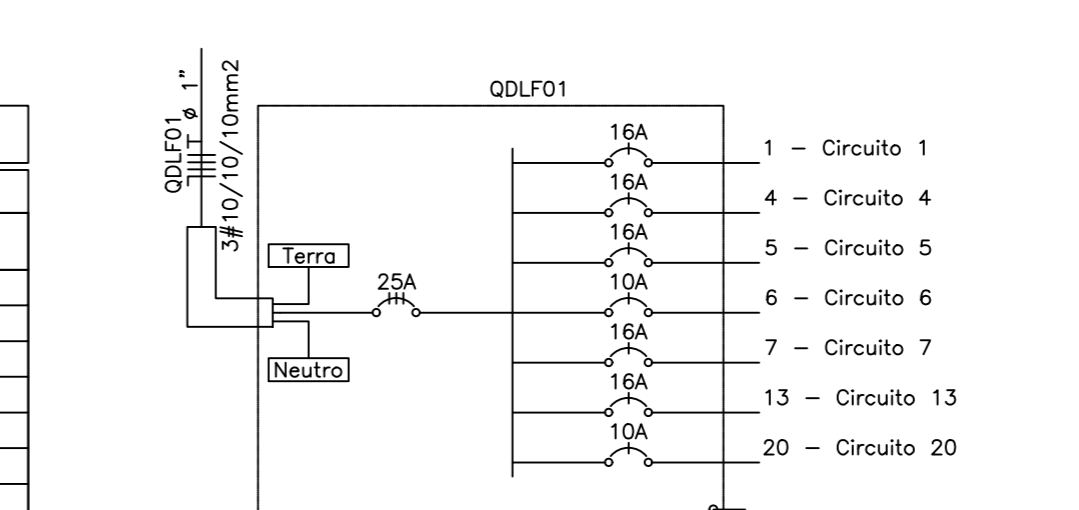 QDLF01
QDLF01 ø 1"
3#10/10/10mm2
Terra
25A
Neutro
16A
1 – Circuito 1
16A
4 – Circuito 4
16A
5 – Circuito 5
10A
6 – Circuito 6
16A
7 – Circuito 7
16A
13 – Circuito 13
10A
20 – Circuito 20